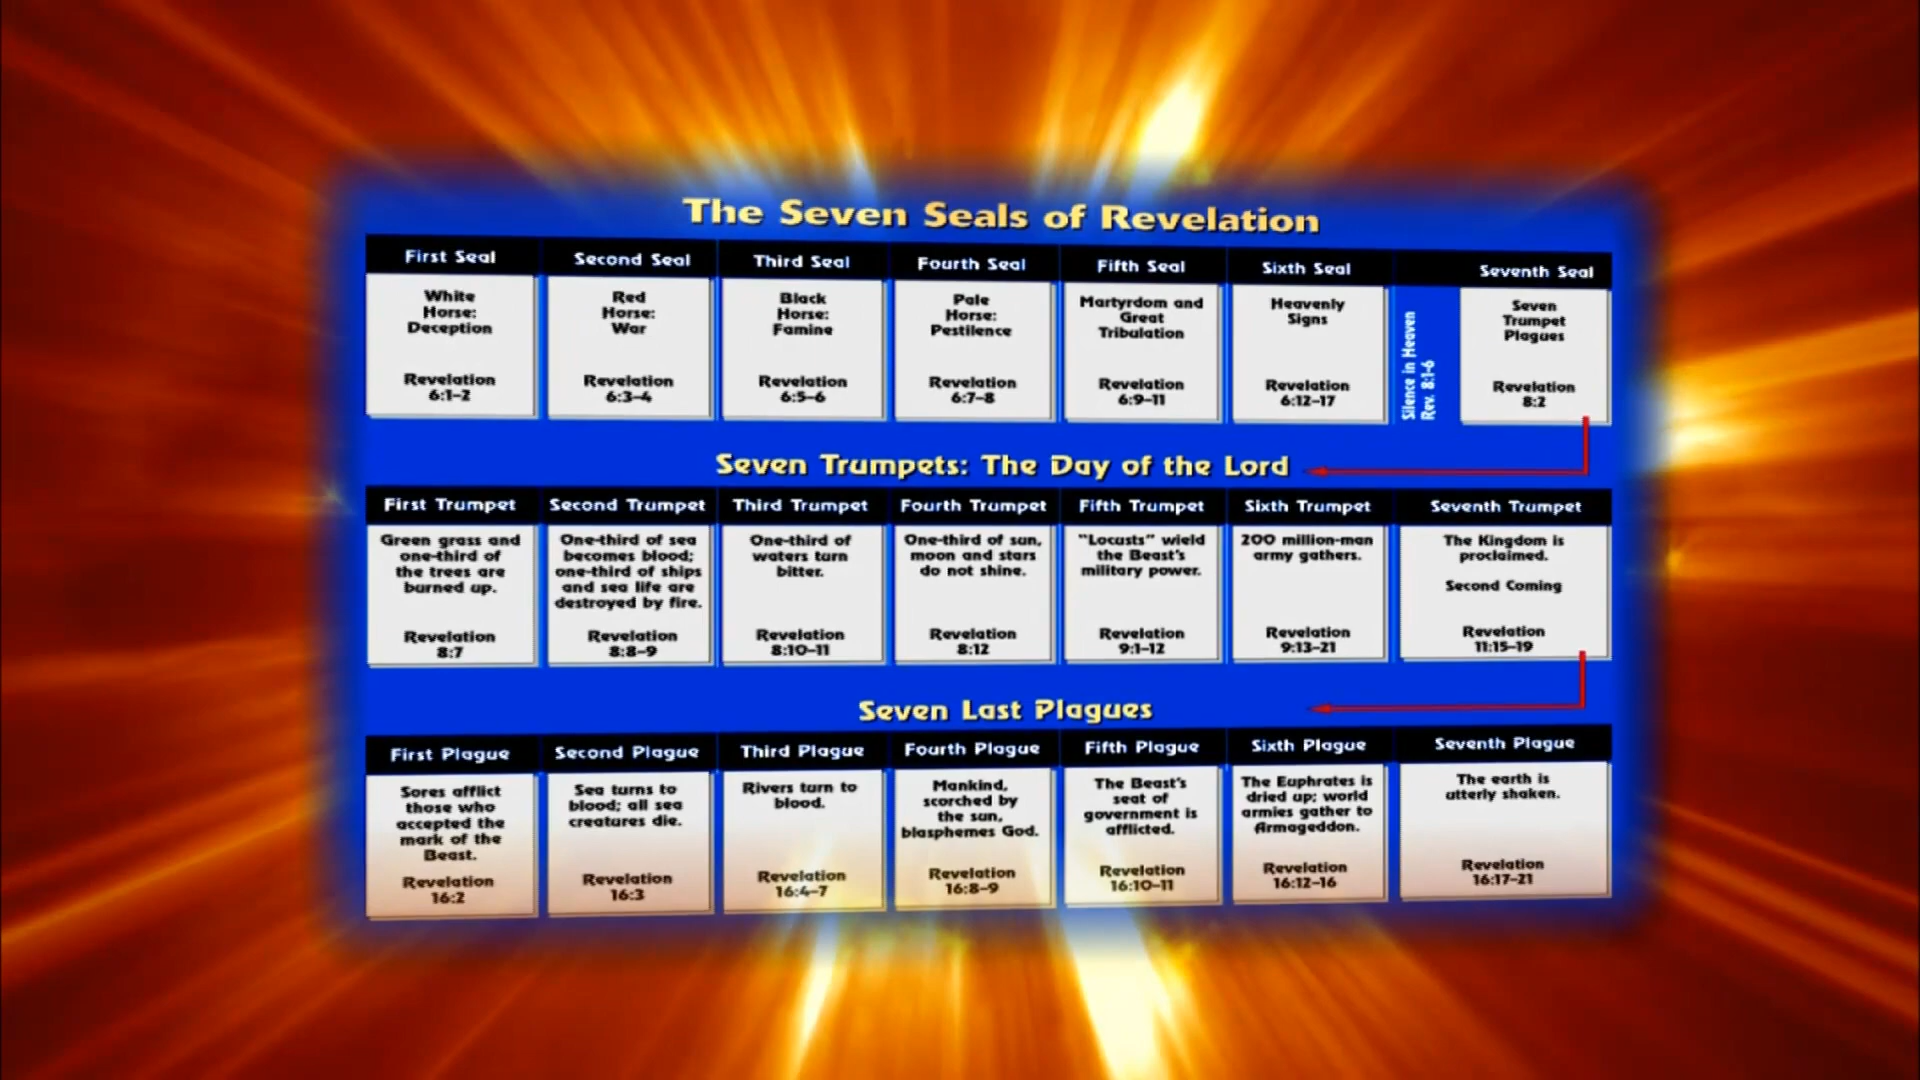 The Seven Seals of Revelation
First Seal
White
Horse:
Deception
Revelation
6:1–2
Second Seal
Red
Horse:
War
Revelation
6:3–4
Third Seal
Black
Horse:
Famine
Revelation
6:5–6
Fourth Seal
Pale
Horse:
Pestilence
Revelation
6:7–8
Fifth Seal
Martyrdom and
Great
Tribulation
Revelation
6:9–11
Sixth Seal
Heavenly
Signs
Revelation
6:12–17
Silence in Heaven
Rev. 8:1-6
Seventh Seal
Seven
Trumpet
Plagues
Revelation
8:2
Seven Trumpets: The Day of the Lord
First Trumpet
Green grass and
one-third of
the trees are
burned up.
Revelation
8:7
Second Trumpet
One-third of sea
becomes blood;
one-third of ships
and sea life are
destroyed by fire.
Revelation
8:8–9
Third Trumpet
One-third of
waters turn
bitter.
Revelation
8:10–11
Fourth Trumpet
One-third of sun,
moon and stars
do not shine.
Revelation
8:12
Fifth Trumpet
"Locusts" wield
the Beast's
military power.
Revelation
9:1–12
Sixth Trumpet
200 million-man
army gathers.
Revelation
9:13–21
Seventh Trumpet
The Kingdom is
proclaimed.
Second Coming
Revelation
11:15–19
Seven Last Plagues
First Plague
Sores afflict
those who
accepted the
mark of the
Beast.
Revelation
16:2
Second Plague
Sea turns to
blood; all sea
creatures die.
Revelation
16:3
Third Plague
Rivers turn to
blood.
Revelation
16:4–7
Fourth Plague
Mankind,
scorched by
the sun,
blasphemes God.
Revelation
16:8–9
Fifth Plague
The Beast's
seat of
government is
afflicted.
Revelation
16:10–11
Sixth Plague
The Euphrates is
dried up; world
armies gather to
Armageddon.
Revelation
16:12–16
Seventh Plague
The earth is
utterly shaken.
Revelation
16:17–21